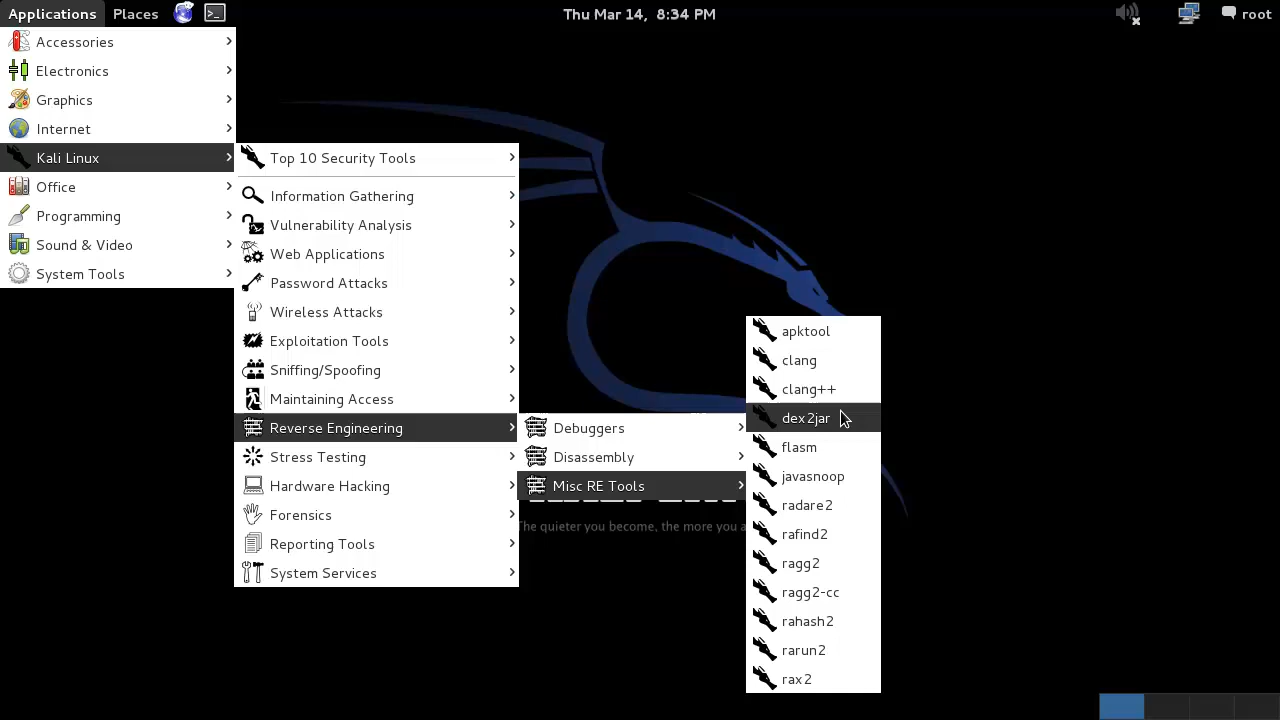 Applications Places Thu Mar 14, 8:34 PM root
Accessories
Electronics
Graphics
Internet
Kali Linux
Office
Programming
Sound & Video
System Tools
Top 10 Security Tools
Information Gathering
Vulnerability Analysis
Web Applications
Password Attacks
Wireless Attacks
Exploitation Tools
Sniffing/Spoofing
Maintaining Access
Reverse Engineering
Stress Testing
Hardware Hacking
Forensics
Reporting Tools
System Services
Debuggers
Disassembly
Misc RE Tools
apktool
clang
clang++
dex2jar
flasm
javasnoop
radare2
rafind2
ragg2
ragg2-cc
rahash2
rarun2
rax2
The quieter you become, the more you a